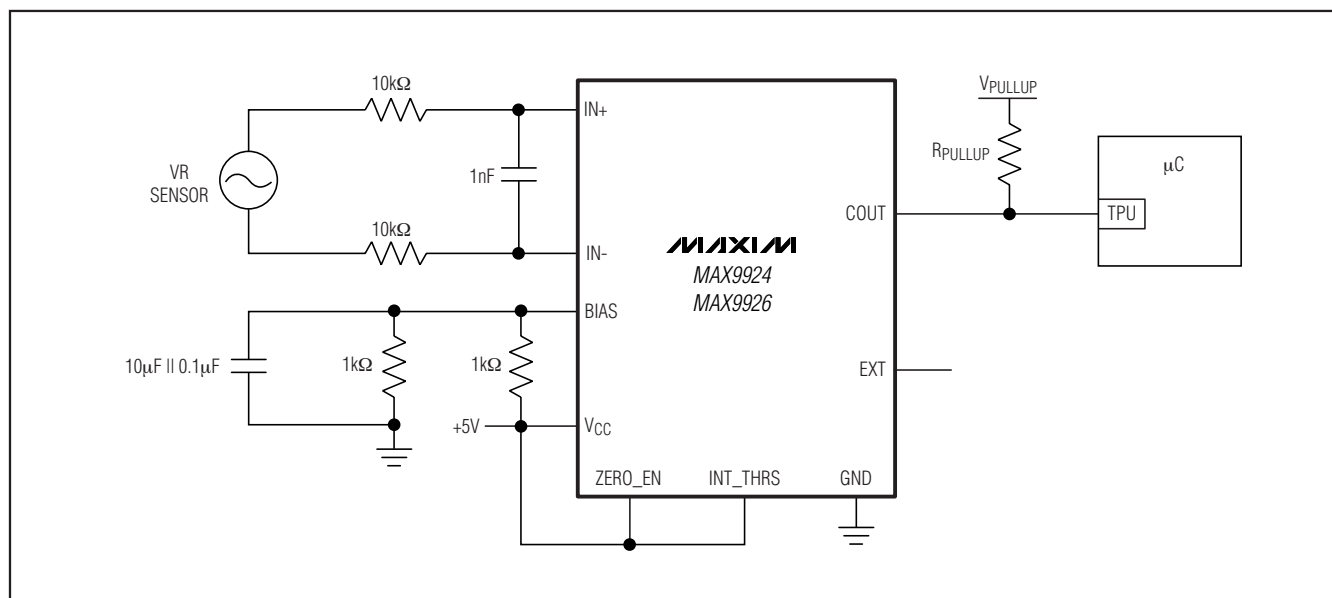 10kΩ
VR
SENSOR
1nF
10kΩ
10μF II 0.1μF
1kΩ
1kΩ
+5V
IN+
IN-
BIAS
VCC
ZERO_EN
INT_THRS
GND
MAXIM
MAX9924
MAX9926
COUT
EXT
VPULLUP
RPULLUP
μC
TPU